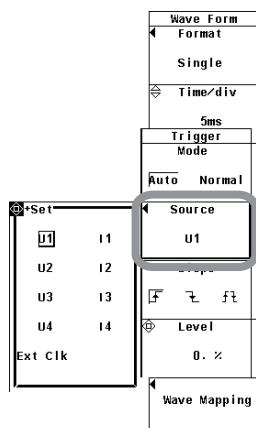 Wave Form
Format
Single
Time/div
5ms
Trigger
Mode
Auto Normal
Source
U1
Level
0. %
Wave Mapping
+Set
U1 I1
U2 I2
U3 I3
U4 I4
Ext Clk